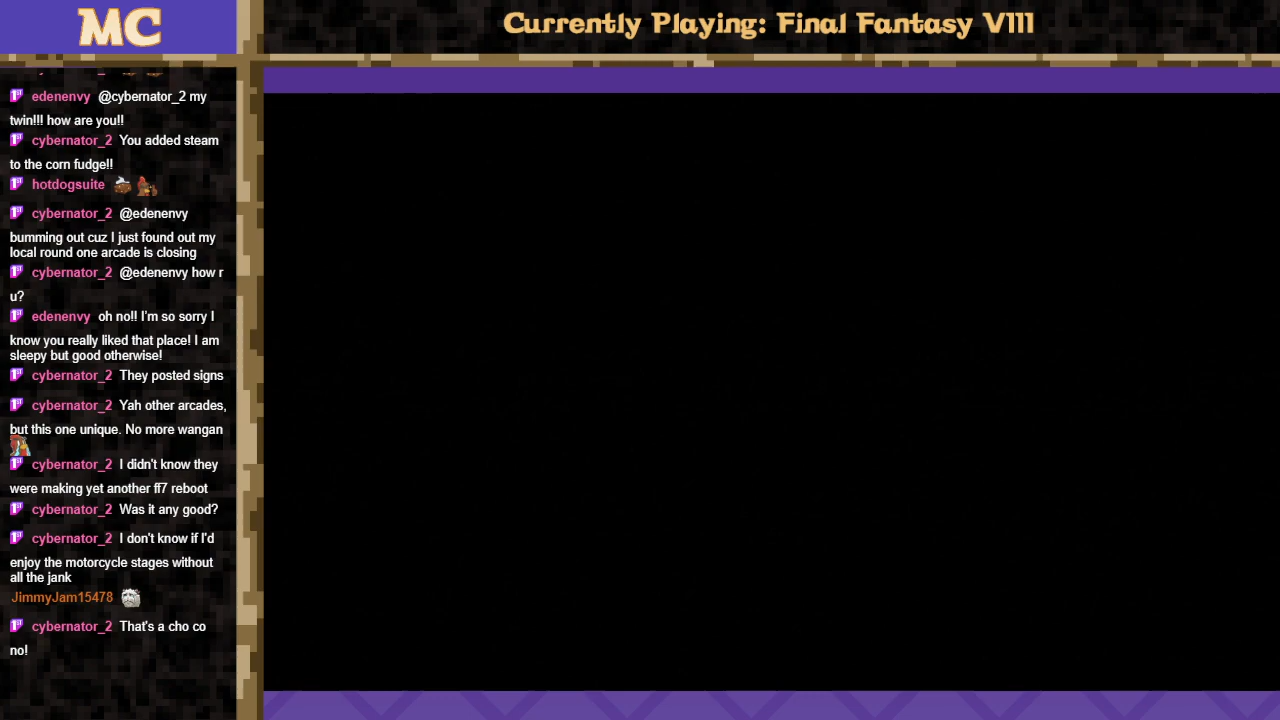 MC
Currently Playing: Final Fantasy VIII
edenenvy @cybernator_2 my
twin!!! how are you!!
cybernator_2 You added steam
to the corn fudge!!
hotdogsuite
cybernator_2 @edenenvy
bumming out cuz I just found out my
local round one arcade is closing
cybernator_2 @edenenvy how r
u?
edenenvy oh no!! I'm so sorry I
know you really liked that place! I am
sleepy but good otherwise!
cybernator_2 They posted signs
cybernator_2 Yah other arcades,
but this one unique. No more wangan
cybernator_2 I didn't know they
were making yet another ff7 reboot
cybernator_2 Was it any good?
cybernator_2 I don't know if I'd
enjoy the motorcycle stages without
all the jank
JimmyJam15478
cybernator_2 That's a cho co
no!